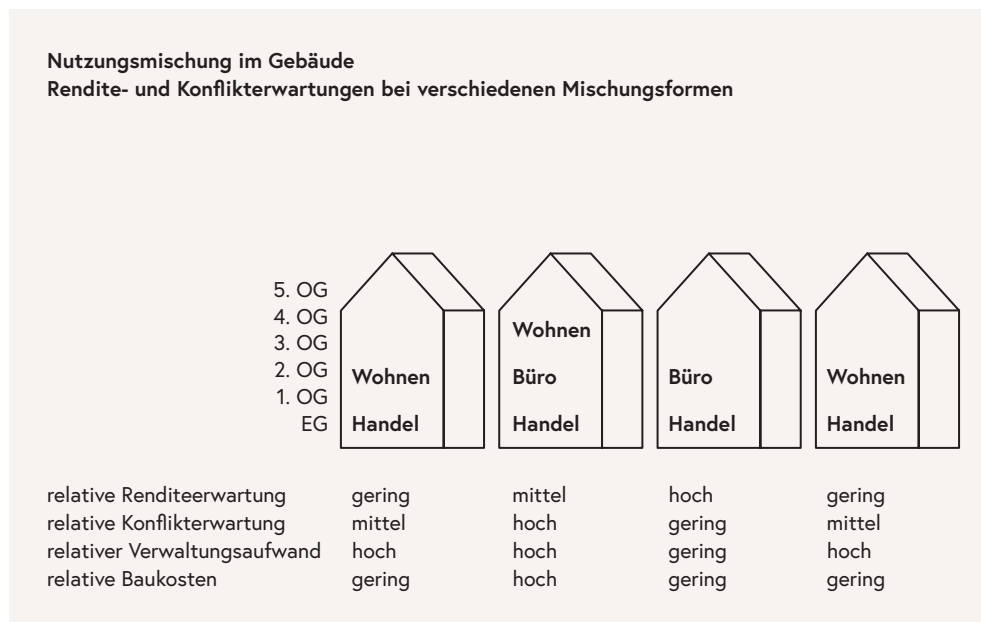 Nutzungsmischung im Gebäude
Rendite- und Konflikterwartungen bei verschiedenen Mischungsformen
5. OG
4. OG
3. OG
2. OG
1. OG
EG
Wohnen
Handel
Wohnen
Büro
Handel
Büro
Handel
Wohnen
Handel
relative Renditeerwartung gering mittel hoch gering
relative Konflikterwartung mittel hoch gering mittel
relativer Verwaltungsaufwand hoch hoch gering hoch
relative Baukosten gering hoch gering gering